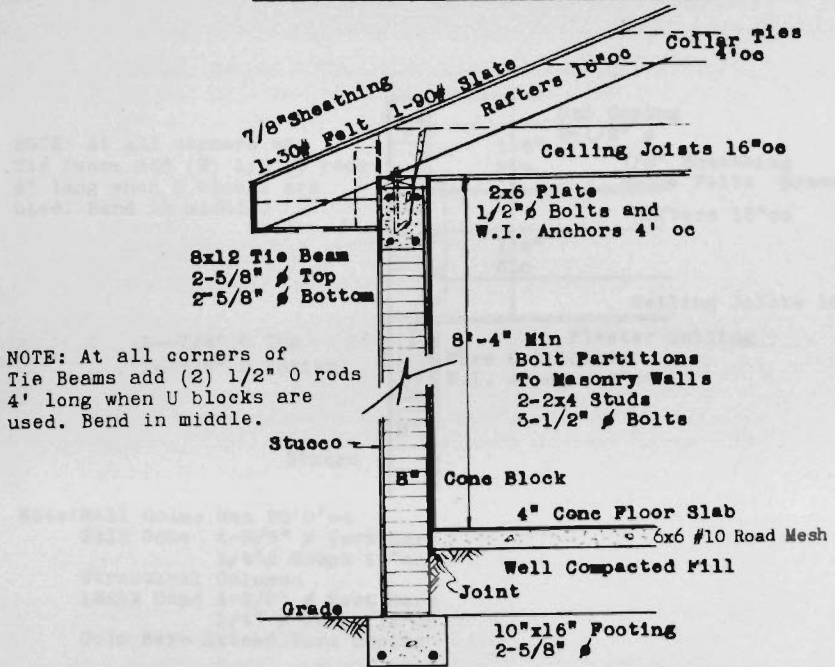 Collar Ties
4'oc
Rafters 16"oc
7/8"Sheathing
1-90# Slate
1-30# Felt
Ceiling Joists 16"oc
2x6 Plate
1/2"ø Bolts and
W.I. Anchors 4' oc
8x12 Tie Beam
2-5/8" ø Top
2-5/8" ø Bottom
8'-4" Min
Bolt Partitions
To Masonry Walls
2-2x4 Studs
3-1/2" ø Bolts
NOTE: At all corners of
Tie Beams add (2) 1/2" O rods
4' long when U blocks are
used. Bend in middle.
Stucco
8" Conc Block
4" Conc Floor Slab
6x6 #10 Road Mesh
Well Compacted Fill
Joint
Grade
10"x16" Footing
2-5/8" ø